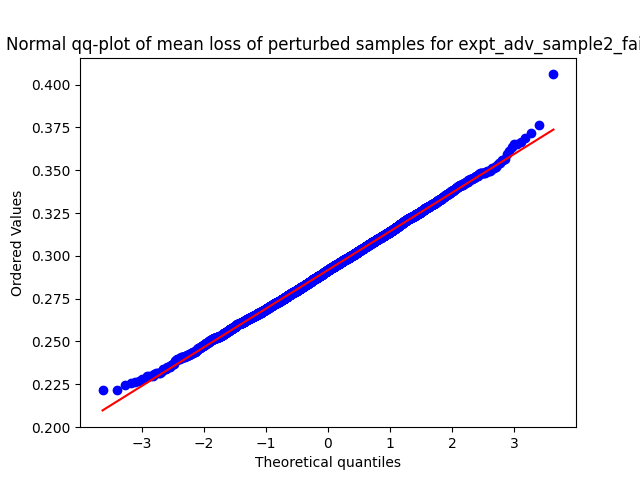 Normal qq-plot of mean loss of perturbed samples for expt_adv_sample2_fai
0.400
0.375
0.350
0.325
0.300
0.275
0.250
0.225
0.200
Ordered Values
−3 −2 −1 0 1 2 3
Theoretical quantiles